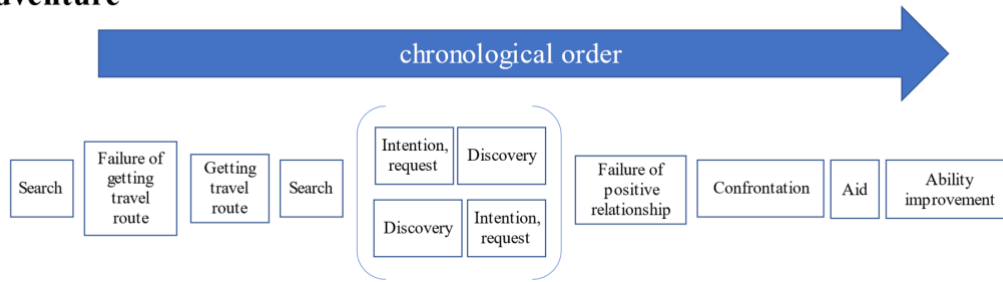 chronological order
Search
Failure of
getting
travel
route
Getting
travel
route
Search
Intention,
request
Discovery
Discovery
Intention,
request
Failure of
positive
relationship
Confrontation
Aid
Ability
improvement